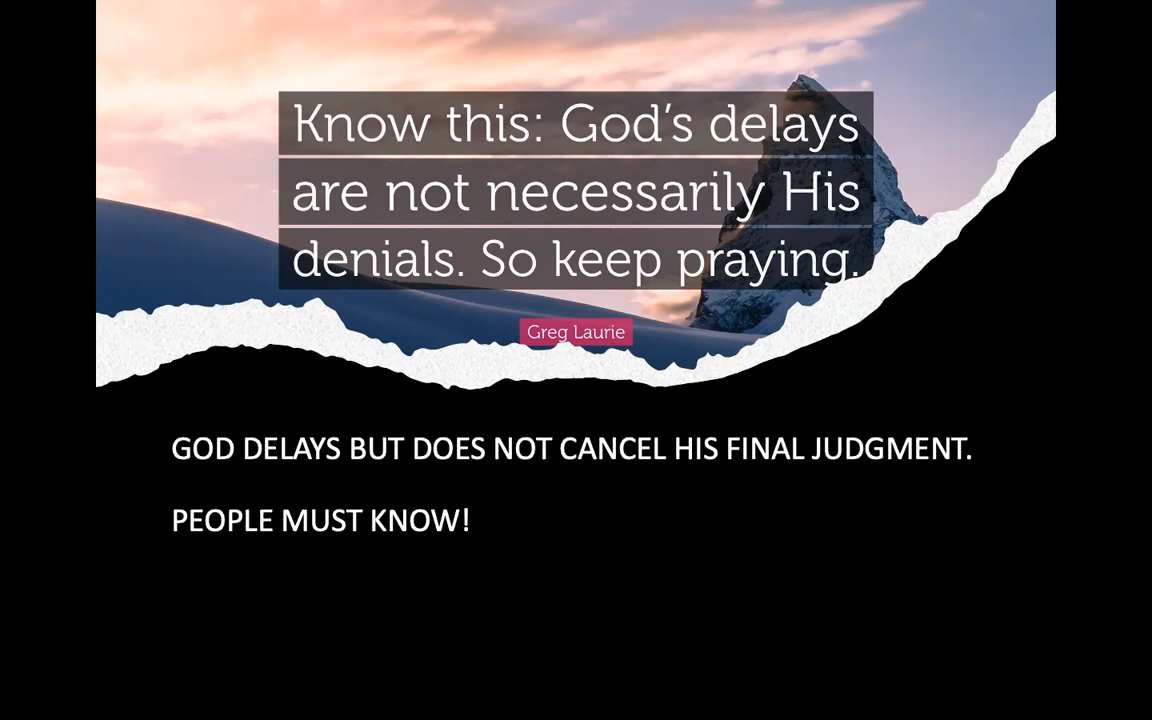 Know this: God’s delays
are not necessarily His
denials. So keep praying.
Greg Laurie
GOD DELAYS BUT DOES NOT CANCEL HIS FINAL JUDGMENT.
PEOPLE MUST KNOW!